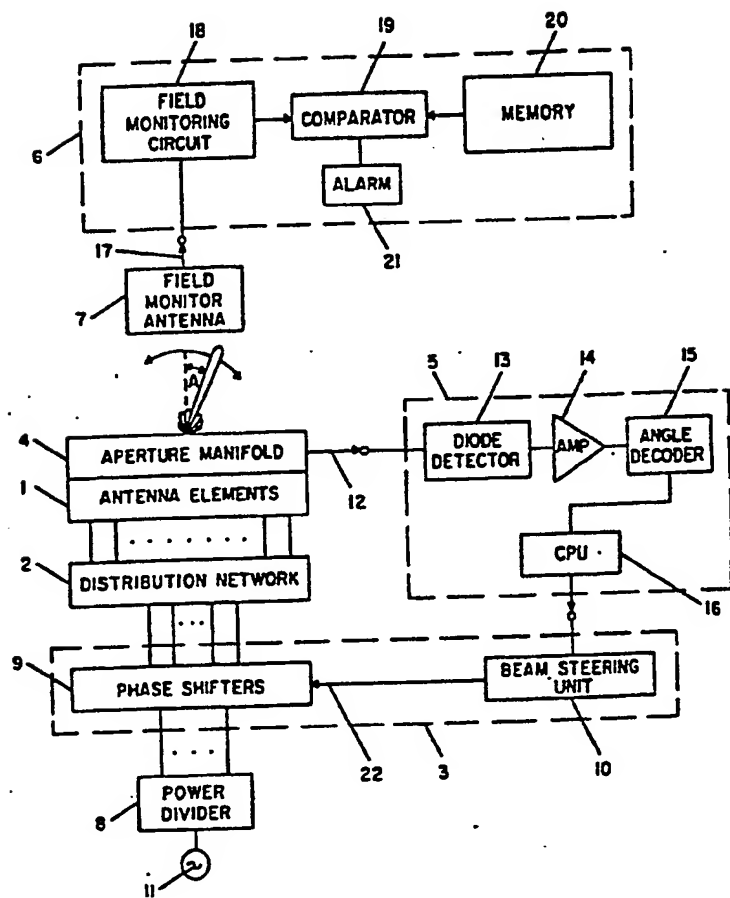 18
19
20
FIELD
MONITORING
CIRCUIT
COMPARATOR
MEMORY
6
ALARM
21
17
FIELD
MONITOR
ANTENNA
7
A
5
13
14
15
4
APERTURE MANIFOLD
12
DIODE
DETECTOR
AMP
ANGLE
DECODER
1
ANTENNA ELEMENTS
2
DISTRIBUTION NETWORK
CPU
16
9
PHASE SHIFTERS
BEAM STEERING
UNIT
22
3
10
8
POWER
DIVIDER
11